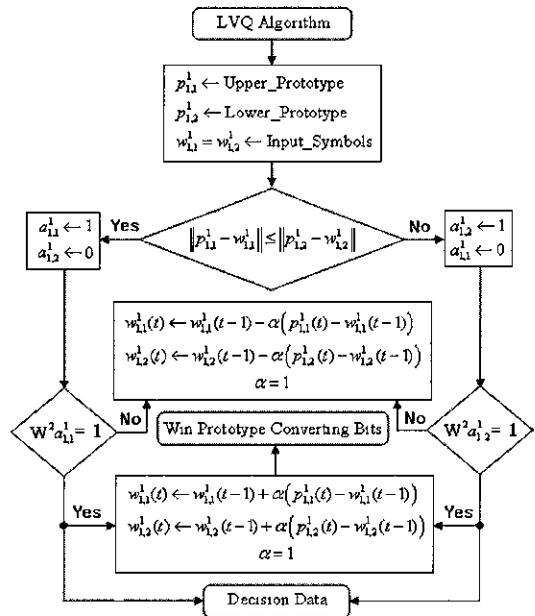 LVQ Algorithm
p¹₁,₁ ← Upper_Prototype
p¹₁,₂ ← Lower_Prototype
w¹₁,₁ = w¹₁,₂ ← Input_Symbols
Yes
‖p¹₁,₁ − w¹₁,₁‖ ≤ ‖p¹₁,₂ − w¹₁,₂‖
No
a¹₁,₁ ← 1
a¹₁,₂ ← 0
a¹₁,₂ ← 1
a¹₁,₁ ← 0
w¹₁,₁(t) ← w¹₁,₁(t−1) − α(p¹₁,₁(t) − w¹₁,₁(t−1))
w¹₁,₂(t) ← w¹₁,₂(t−1) − α(p¹₁,₂(t) − w¹₁,₂(t−1))
α = 1
W²a¹₁,₁ = 1
No
Win Prototype Converting Bits
No
W²a¹₁,₂ = 1
Yes
w¹₁,₁(t) ← w¹₁,₁(t−1) + α(p¹₁,₁(t) − w¹₁,₁(t−1))
w¹₁,₂(t) ← w¹₁,₂(t−1) + α(p¹₁,₂(t) − w¹₁,₂(t−1))
α = 1
Yes
Decision Data